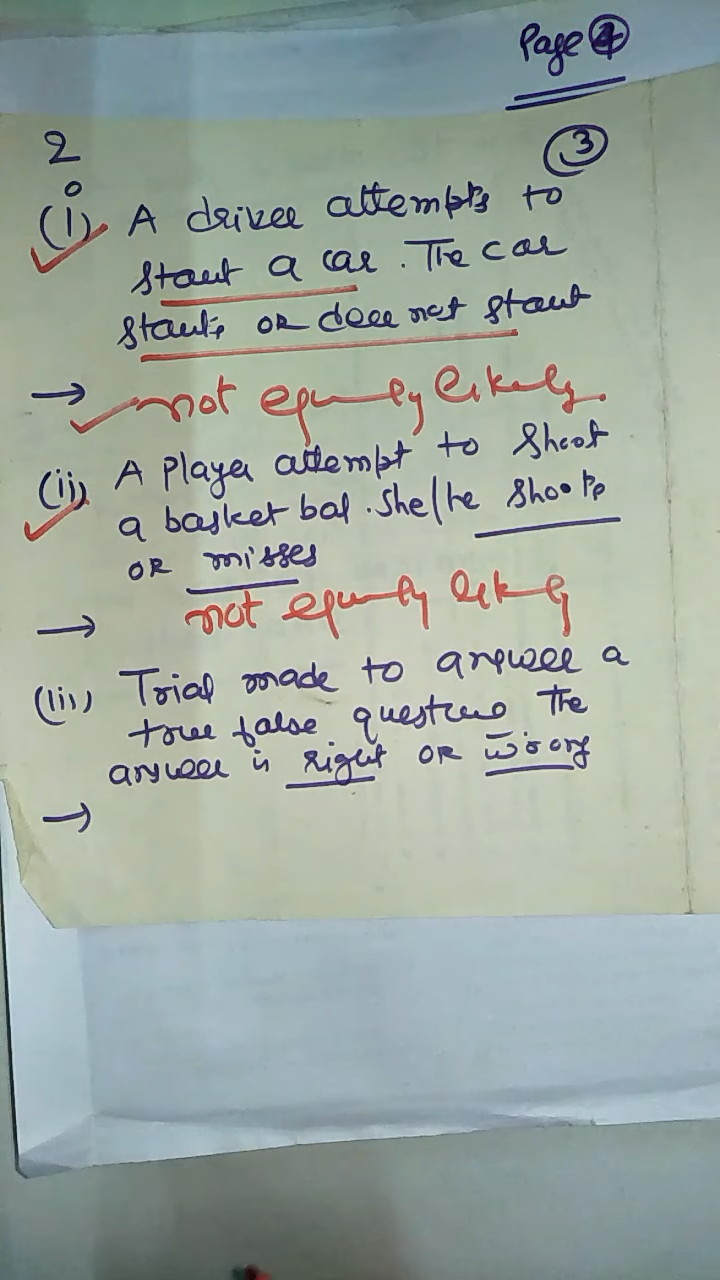 Page 4
3
2
(i) A driver attempts to
start a car. The car
starts OR does not start
→ not equally likely.
(ii) A Player attempt to Shoot
a basket bal. She/he Shoots
OR misses
→ not equally likely
(iii) Trial made to answer a
true false question The
answer is right OR wrong
→